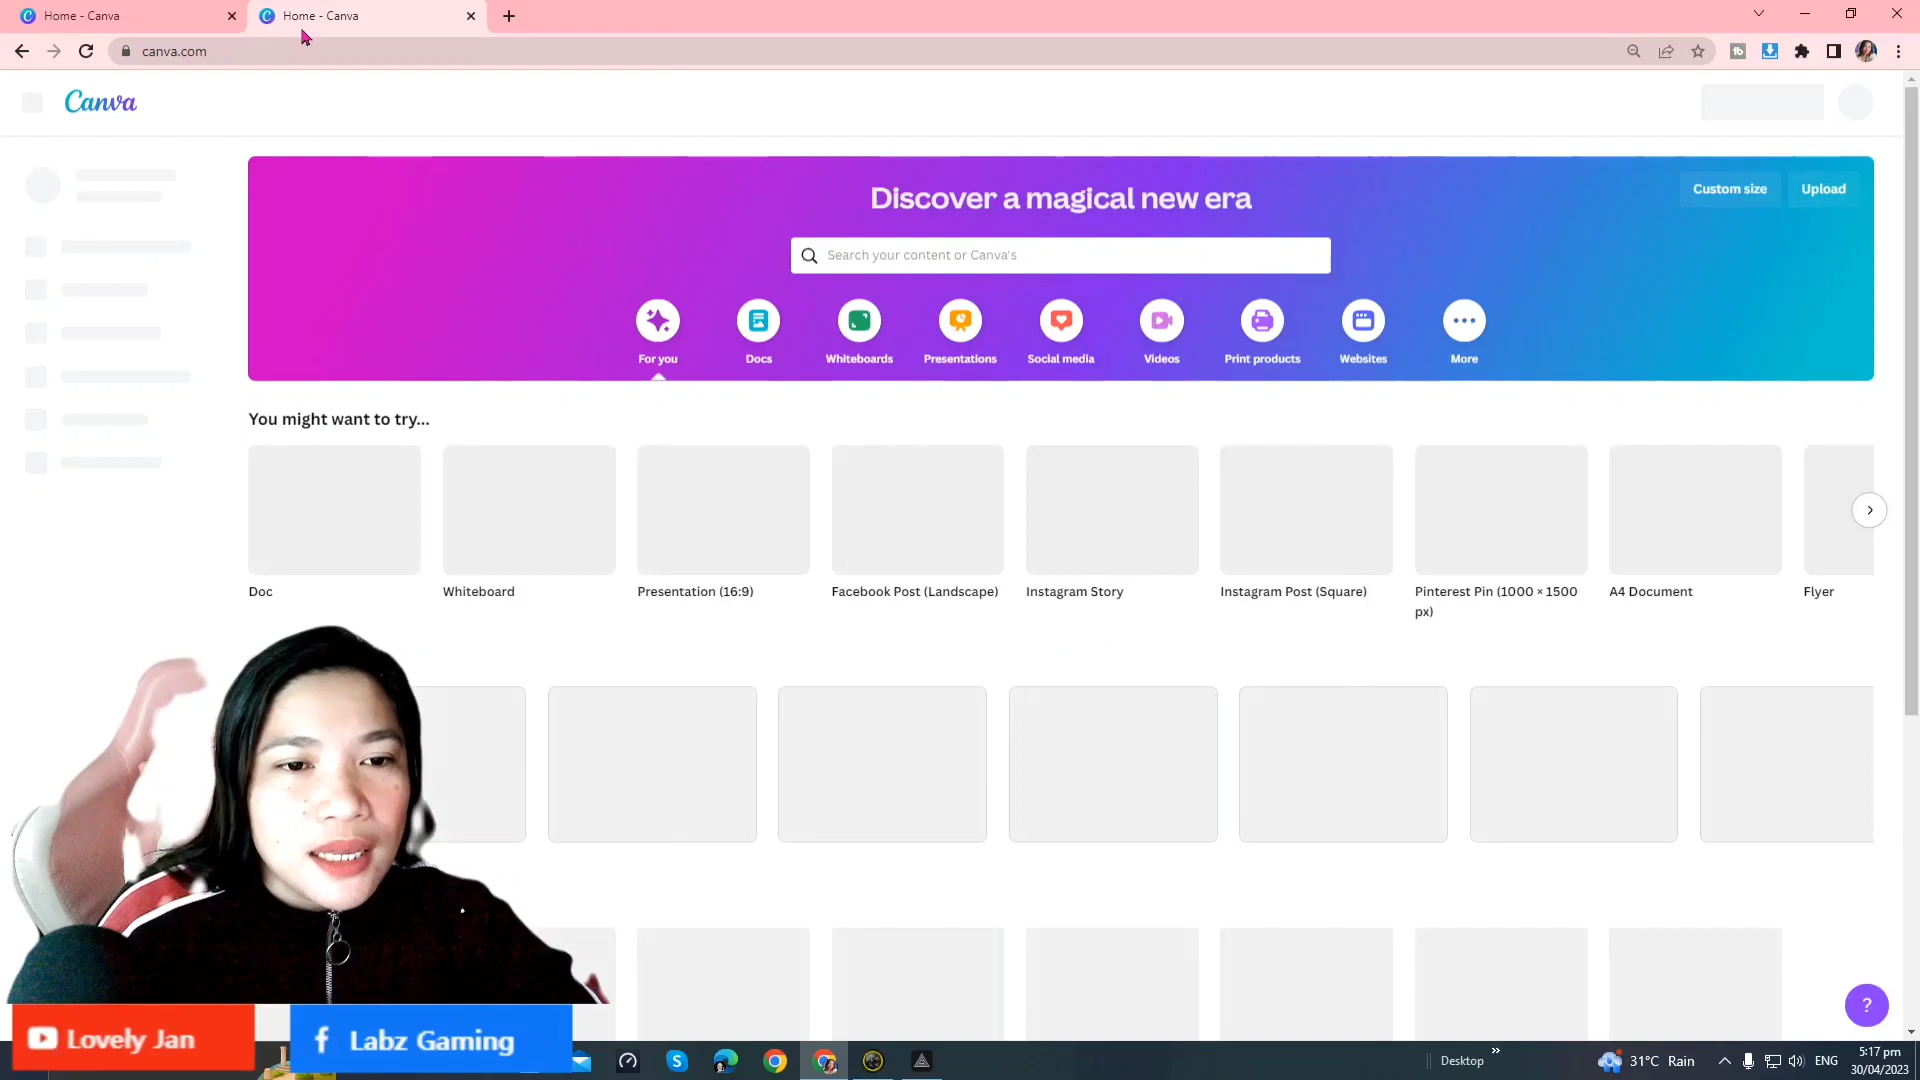 Home - Canva
Home - Canva
canva.com
Canva
Discover a magical new era
Custom size
Upload
Search your content or Canva's
For you
Docs
Whiteboards
Presentations
Social media
Videos
Print products
Websites
More
You might want to try...
Doc
Whiteboard
Presentation (16:9)
Facebook Post (Landscape)
Instagram Story
Instagram Post (Square)
Pinterest Pin (1000 × 1500
px)
A4 Document
Flyer
?
Lovely Jan
Labz Gaming
Desktop
31°C Rain
ENG
5:17 pm
30/04/2023